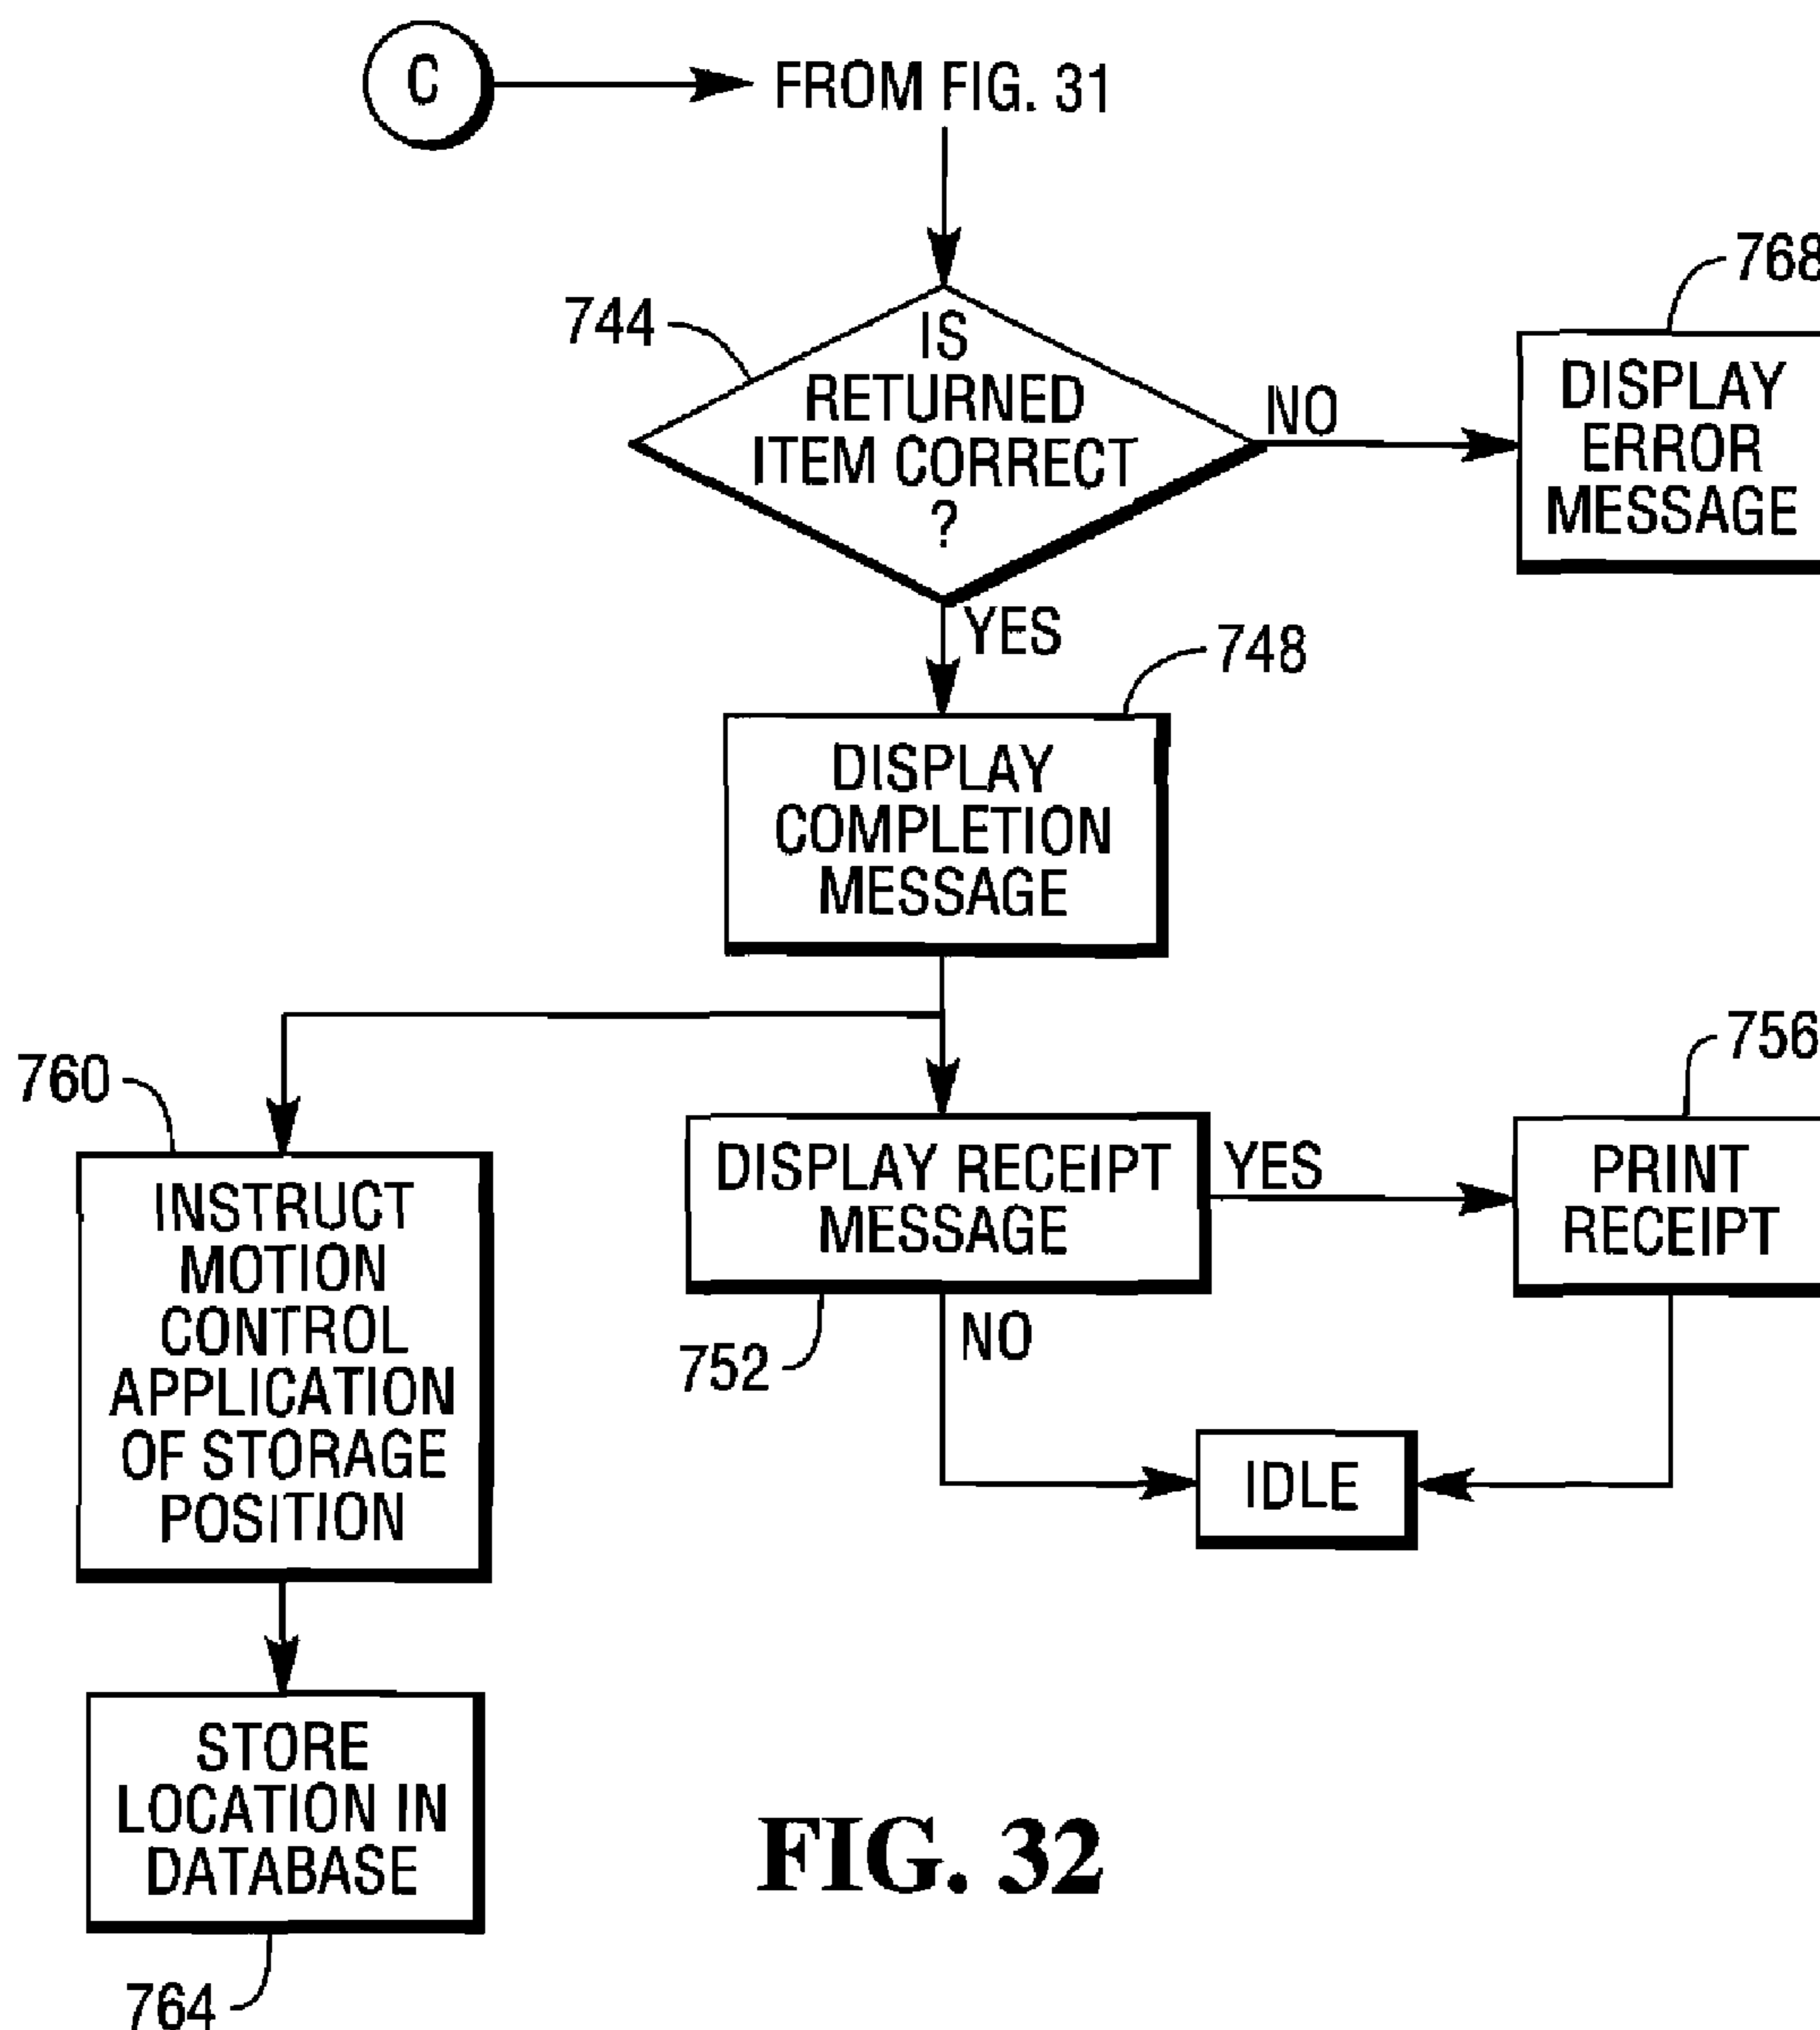 C
FROM FIG. 31
768
744
IS
RETURNED
ITEM CORRECT
?
NO
DISPLAY
ERROR
MESSAGE
YES
748
DISPLAY
COMPLETION
MESSAGE
760
756
INSTRUCT
MOTION
CONTROL
APPLICATION
OF STORAGE
POSITION
DISPLAY RECEIPT
MESSAGE
YES
PRINT
RECEIPT
752
NO
IDLE
STORE
LOCATION IN
DATABASE
764
FIG. 32